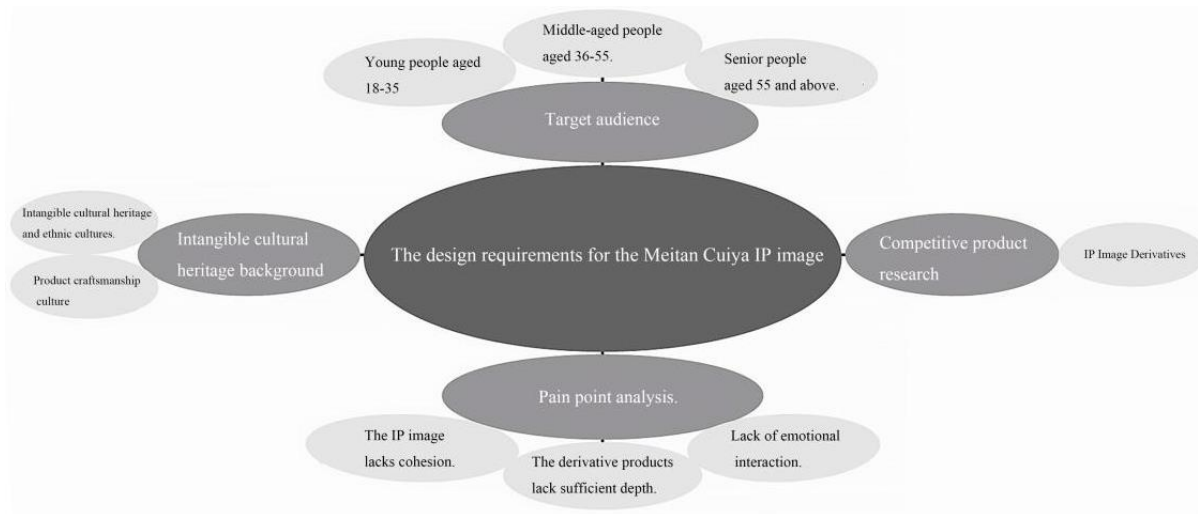 Middle-aged people
aged 36-55.
Young people aged
18-35
Senior people
aged 55 and above.
Target audience
Intangible cultural heritage
and ethnic cultures.
Product craftsmanship
culture
Intangible cultural
heritage background
The design requirements for the Meitan Cuiya IP image
Competitive product
research
IP Image Derivatives
Pain point analysis.
The IP image
lacks cohesion.
The derivative products
lack sufficient depth.
Lack of emotional
interaction.